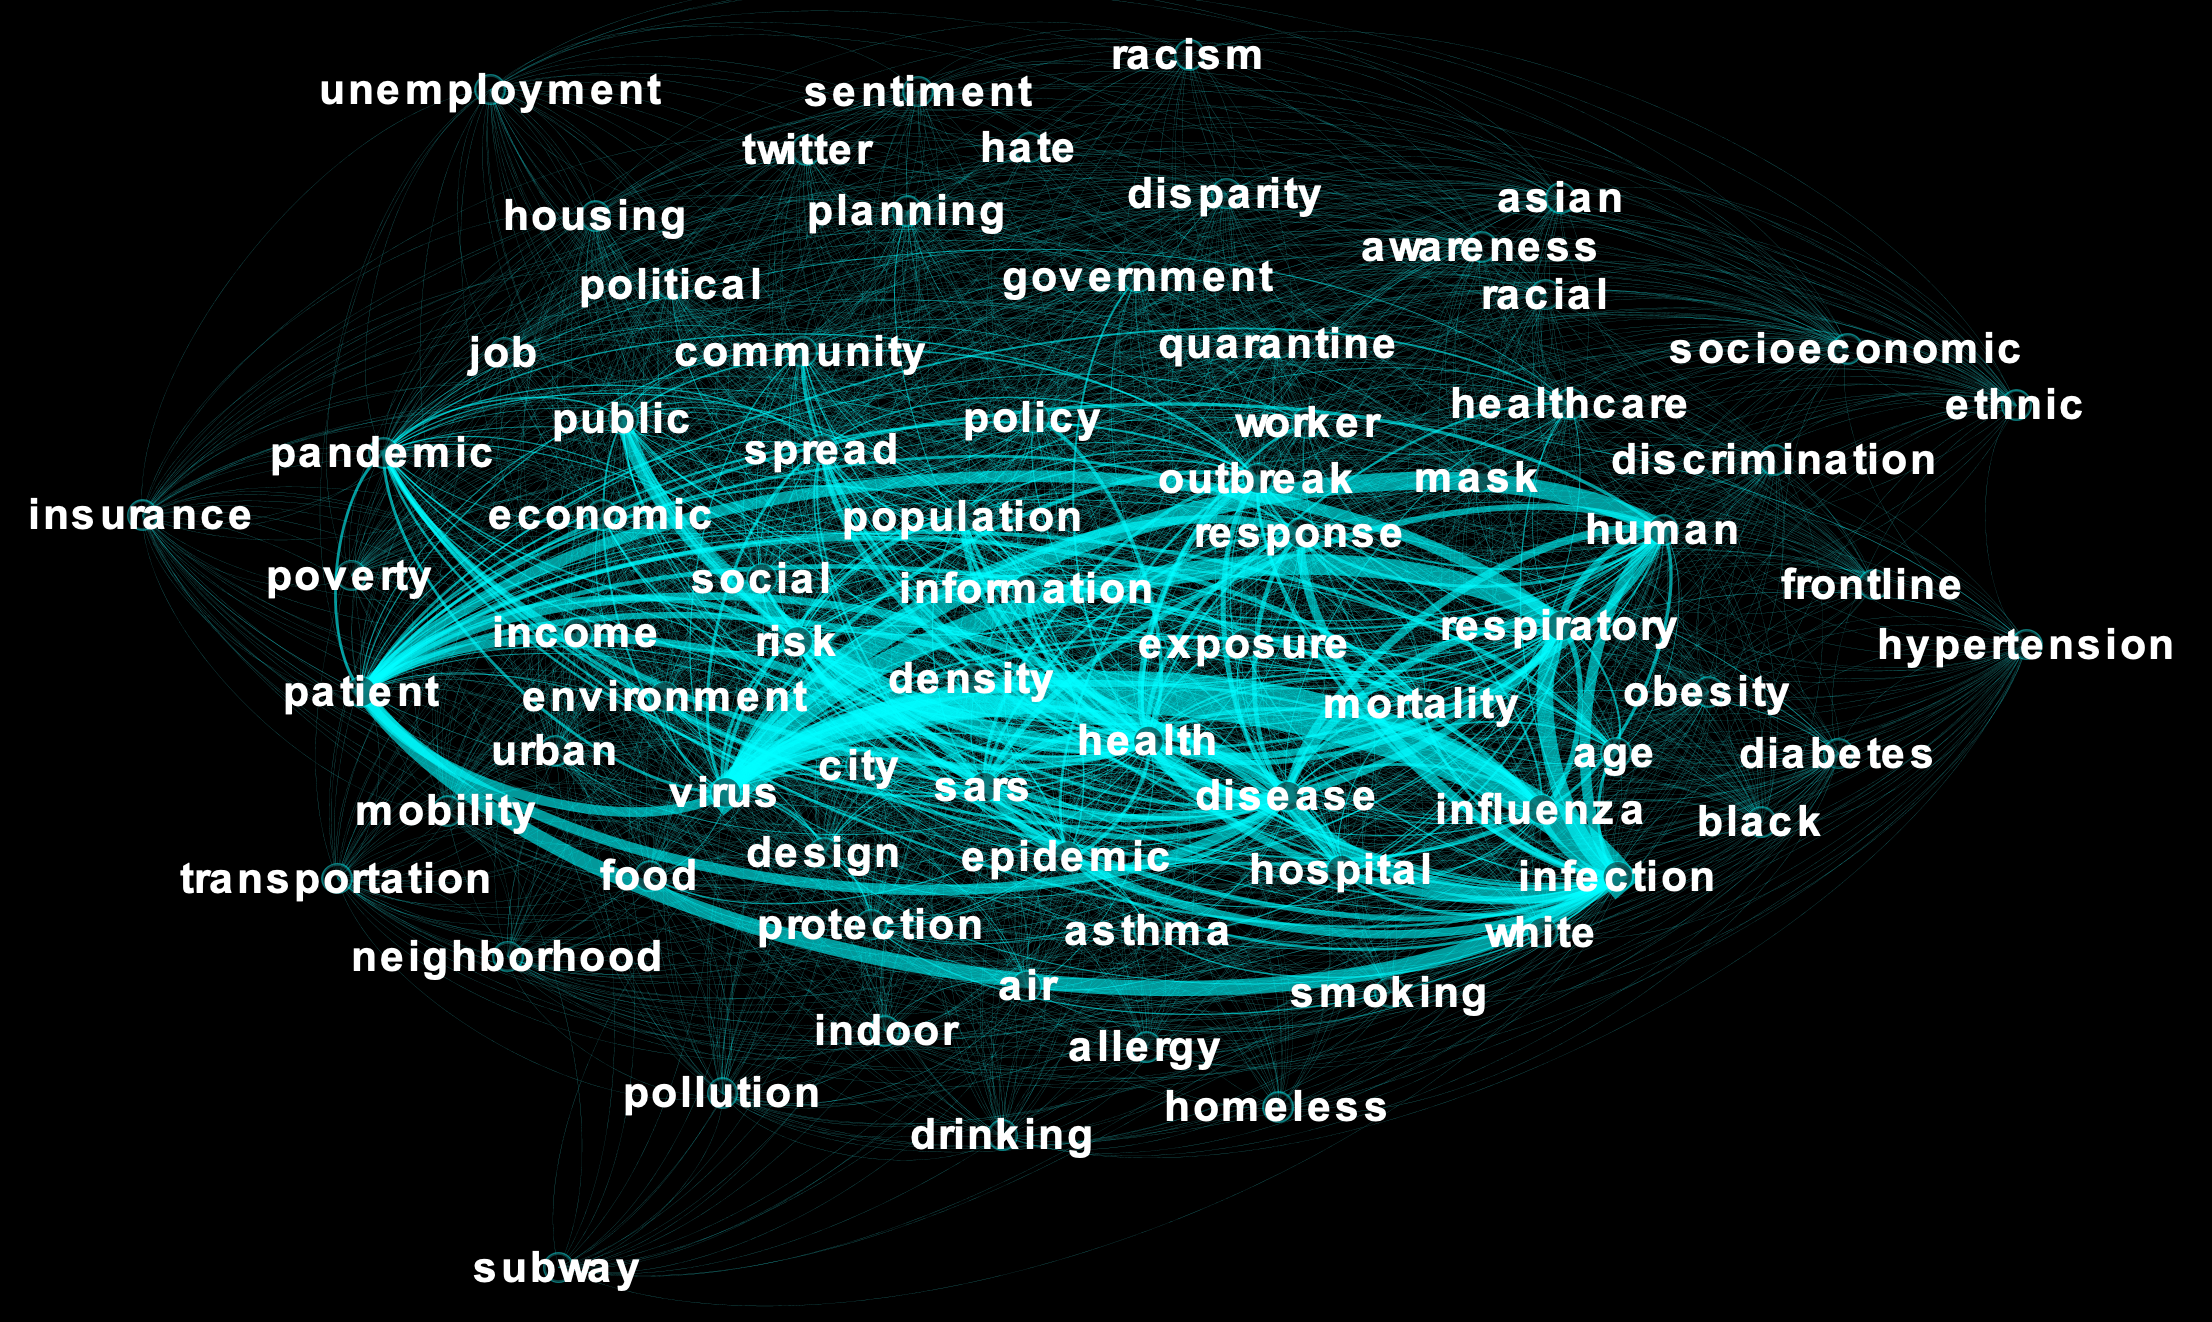 racism
unemployment
sentiment
twitter
hate
disparity
asian
housing
planning
awareness
political
government
racial
job
community
quarantine
socioeconomic
healthcare
ethnic
public
policy
worker
pandemic
spread
discrimination
outbreak
mask
insurance
economic
population
response
human
poverty
social
information
frontline
income
risk
exposure
respiratory
hypertension
patient
environment
density
mortality
obesity
urban
health
age
diabetes
virus
city
sars
disease
mobility
influenza
black
transportation
food
design
epidemic
hospital
infection
protection
asthma
white
neighborhood
air
smoking
indoor
allergy
pollution
homeless
drinking
subway